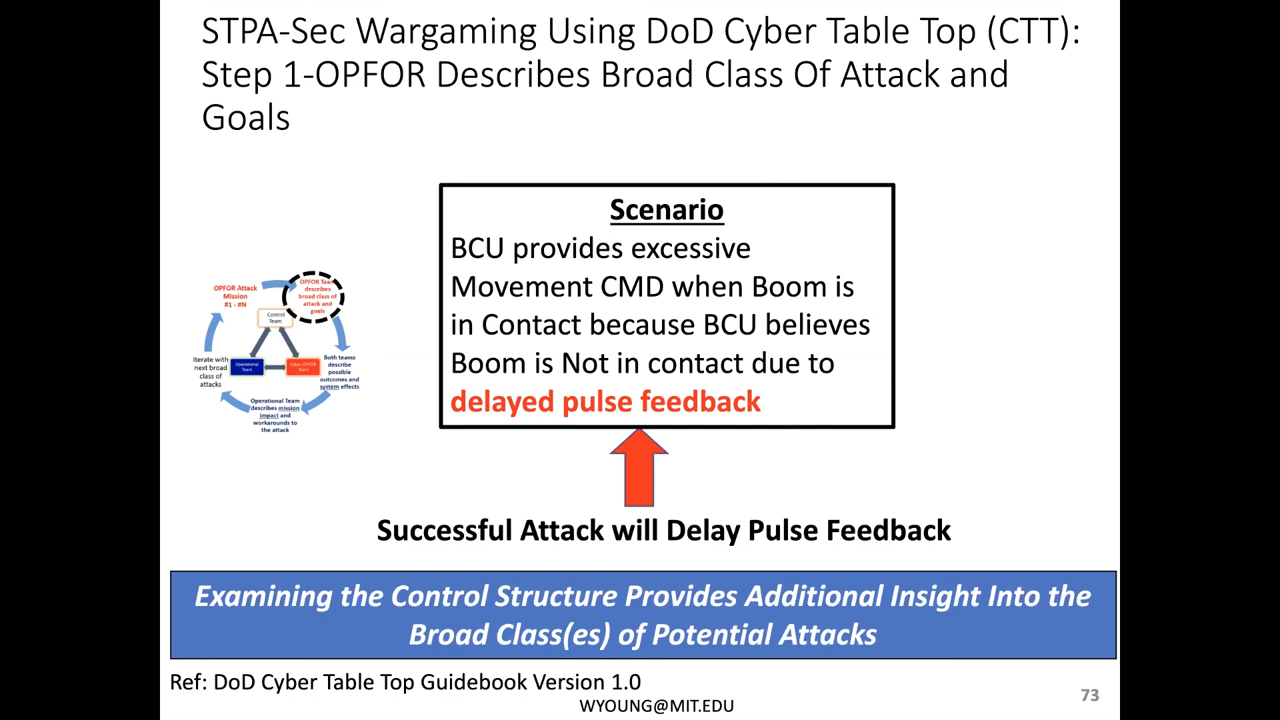 STPA-Sec Wargaming Using DoD Cyber Table Top (CTT):
Step 1-OPFOR Describes Broad Class Of Attack and
Goals
Scenario
BCU provides excessive
Movement CMD when Boom is
in Contact because BCU believes
Boom is Not in contact due to
delayed pulse feedback
OPFOR Attack
Mission
#1 - #N
OPFOR Team
describes
broad class of
attack and
goals
Control
Team
Operational
Team
Cyber OPFOR
Team
Iterate with
next broad
class of
attacks
Both teams
describe
possible
outcomes and
system effects
Operational Team
describes mission
impact and
workarounds to
the attack
Successful Attack will Delay Pulse Feedback
Examining the Control Structure Provides Additional Insight Into the
Broad Class(es) of Potential Attacks
Ref: DoD Cyber Table Top Guidebook Version 1.0
WYOUNG@MIT.EDU
73